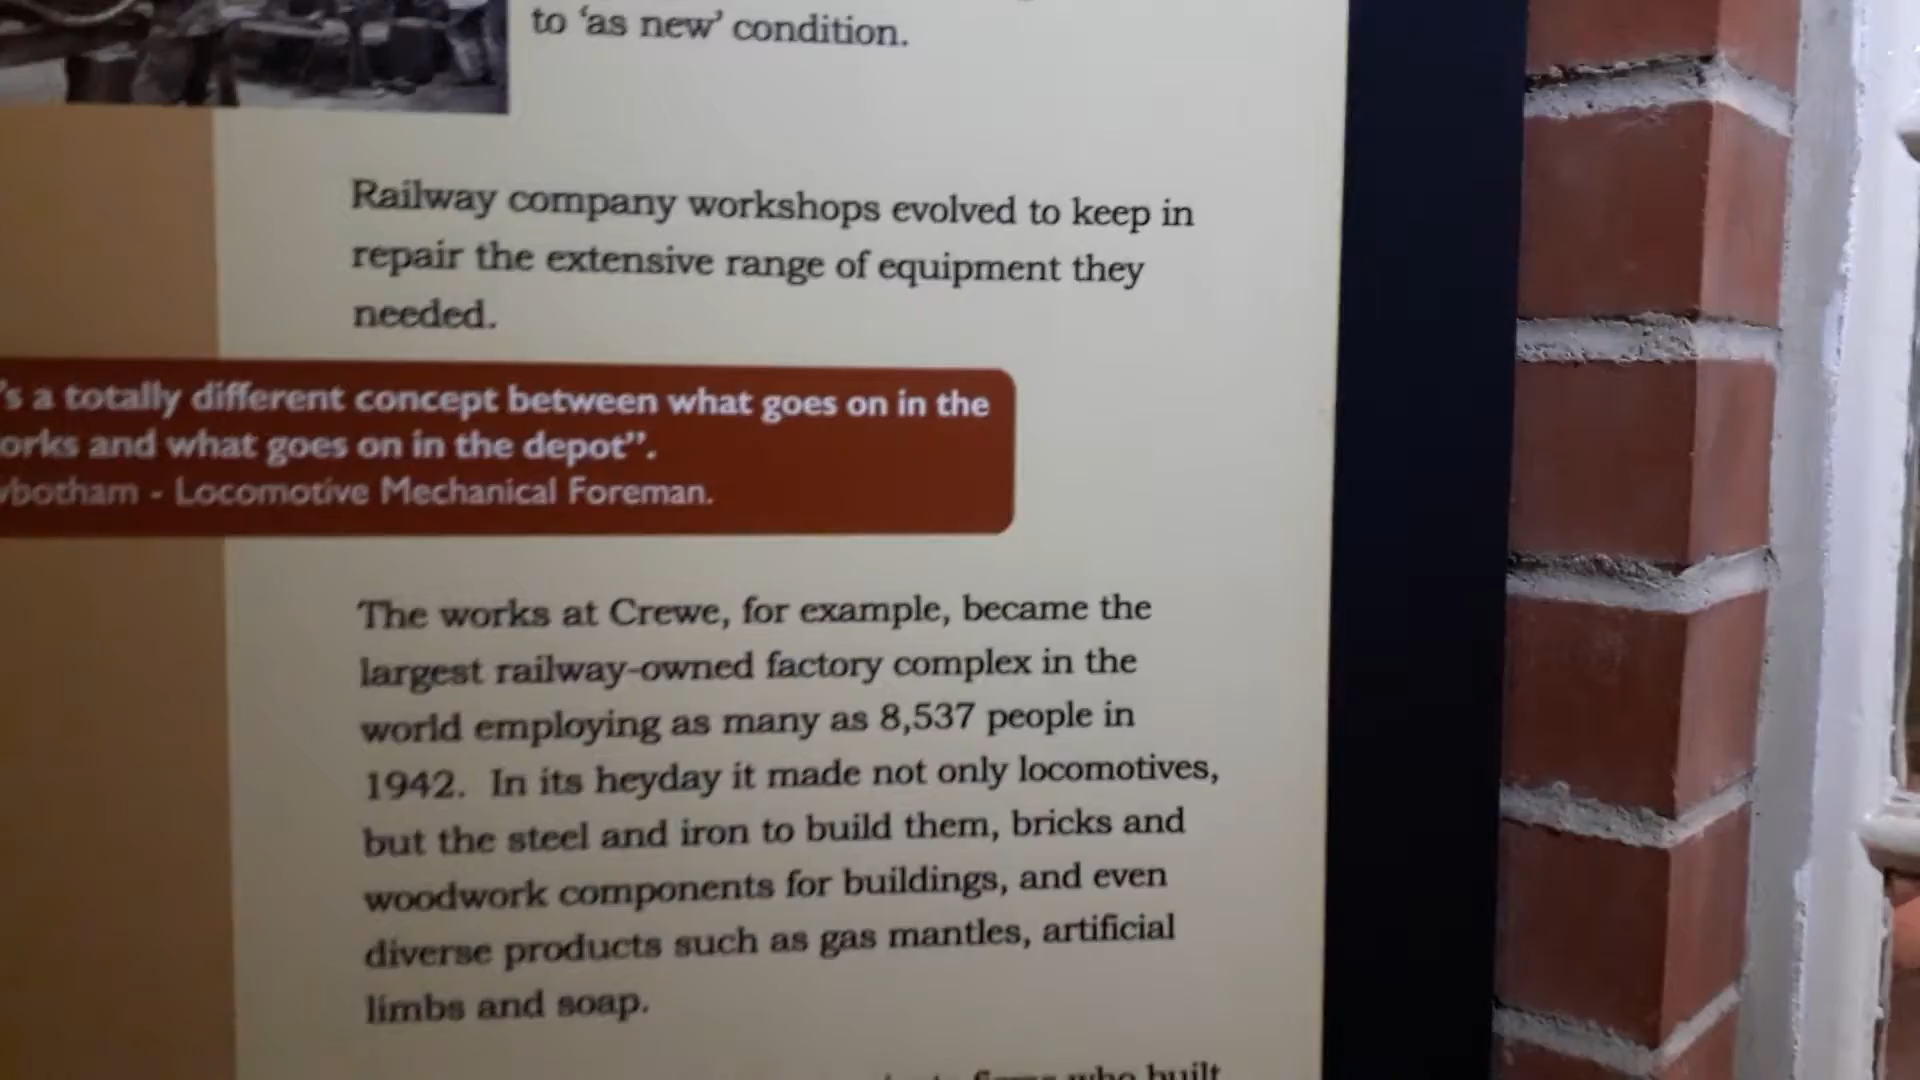 to ‘as new’ condition.
Railway company workshops evolved to keep in
repair the extensive range of equipment they
needed.
’s a totally different concept between what goes on in the
orks and what goes on in the depot”.
wbotham - Locomotive Mechanical Foreman.
The works at Crewe, for example, became the
largest railway-owned factory complex in the
world employing as many as 8,537 people in
1942. In its heyday it made not only locomotives,
but the steel and iron to build them, bricks and
woodwork components for buildings, and even
diverse products such as gas mantles, artificial
limbs and soap.
who built